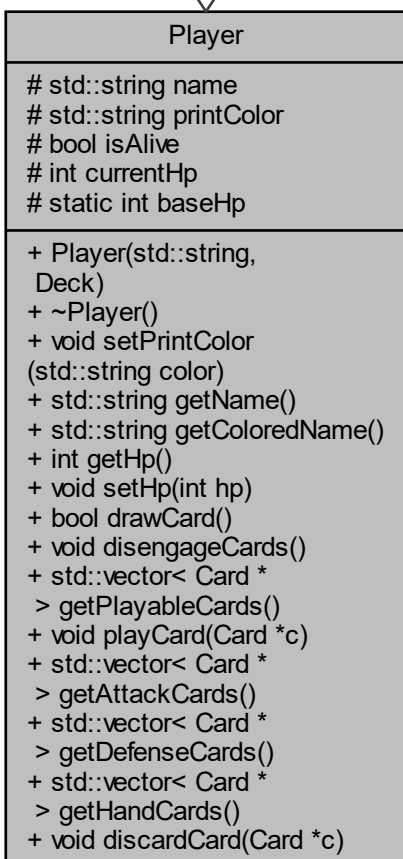 Player
# std::string name
# std::string printColor
# bool isAlive
# int currentHp
# static int baseHp
+ Player(std::string,
Deck)
+ ~Player()
+ void setPrintColor
(std::string color)
+ std::string getName()
+ std::string getColoredName()
+ int getHp()
+ void setHp(int hp)
+ bool drawCard()
+ void disengageCards()
+ std::vector< Card *
> getPlayableCards()
+ void playCard(Card *c)
+ std::vector< Card *
> getAttackCards()
+ std::vector< Card *
> getDefenseCards()
+ std::vector< Card *
> getHandCards()
+ void discardCard(Card *c)